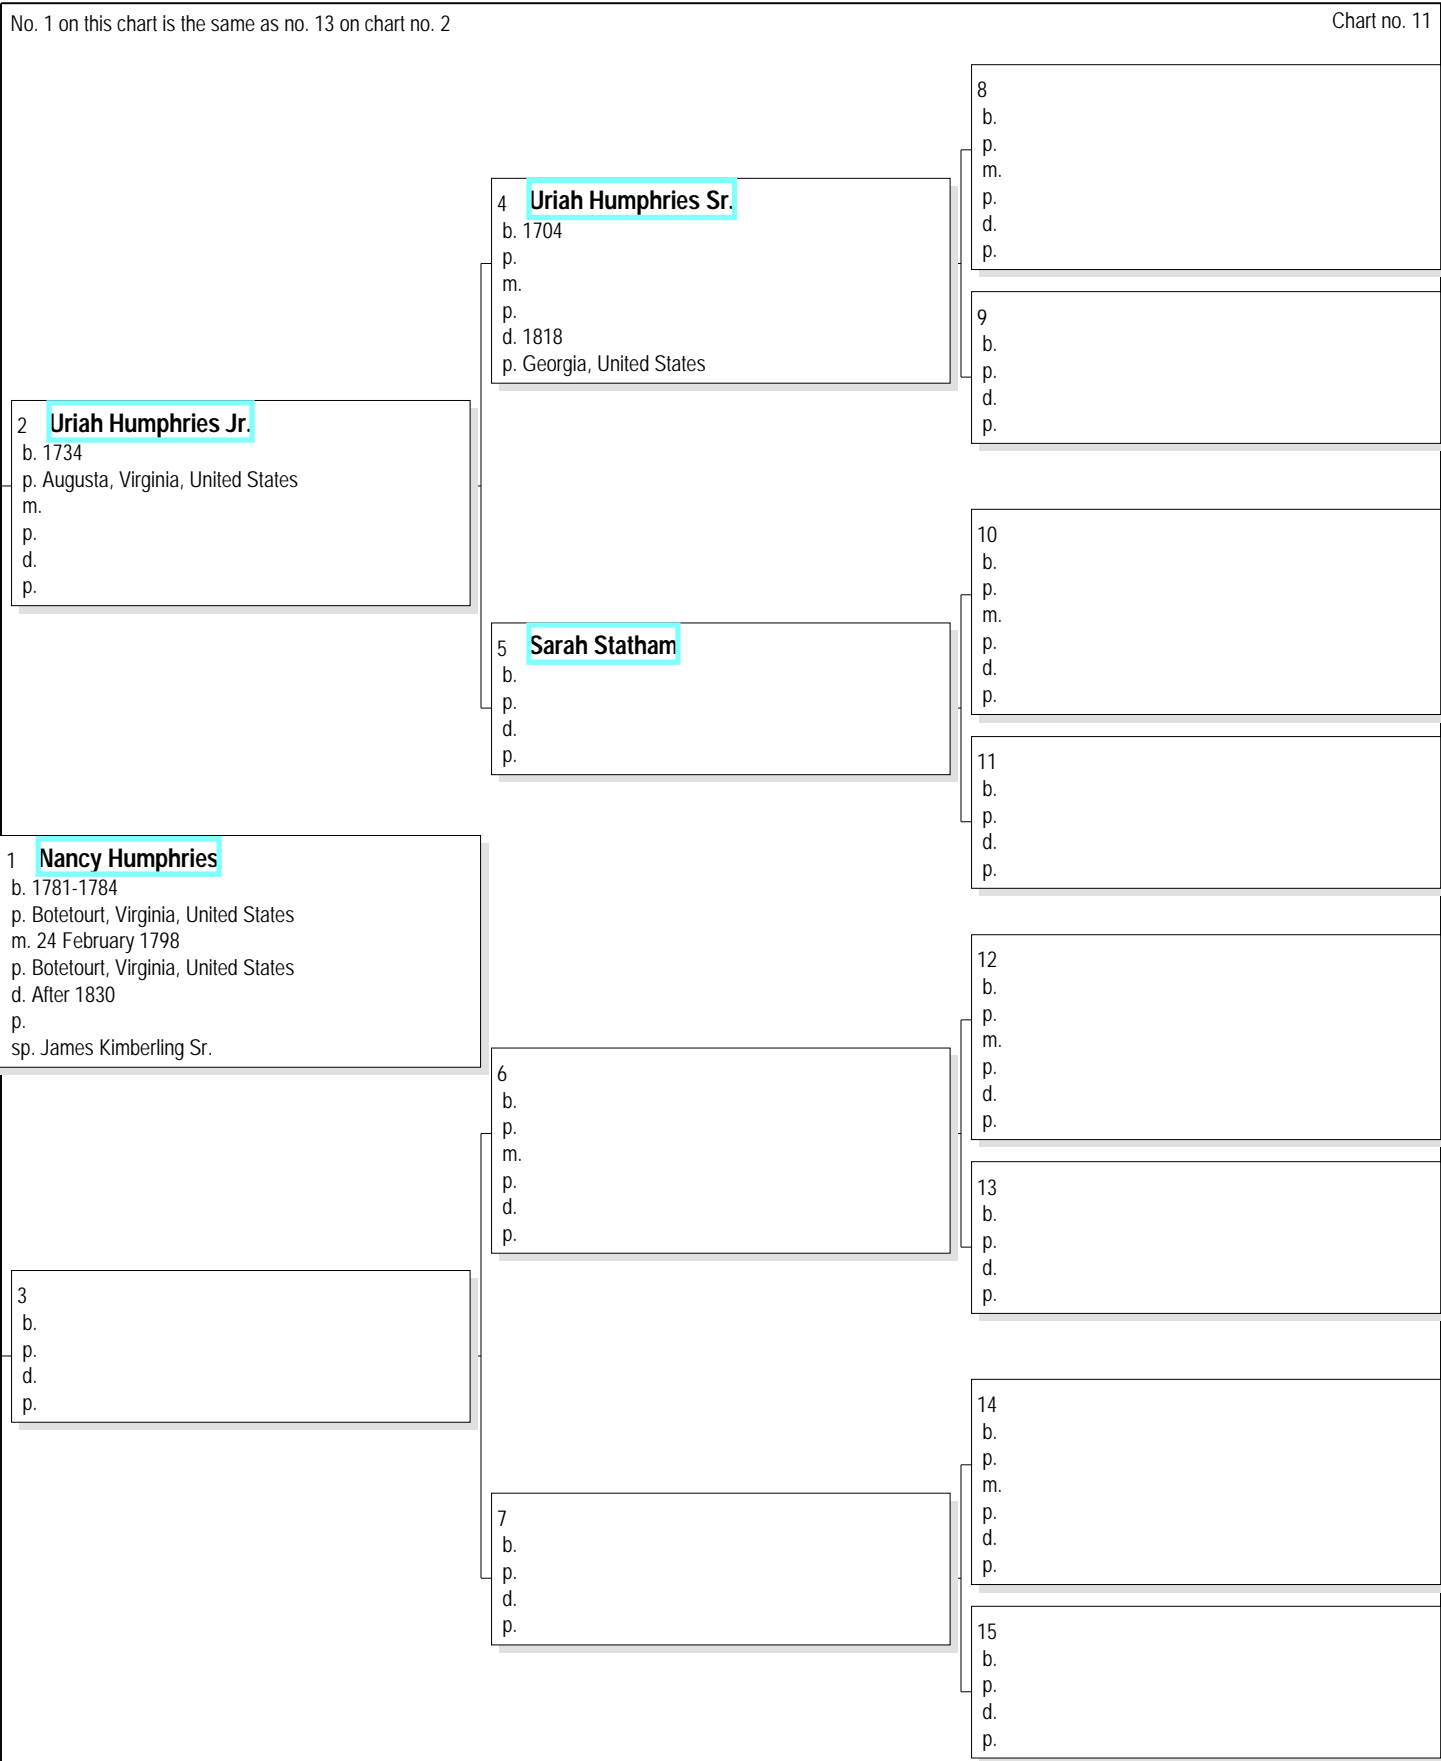 No. 1 on this chart is the same as no. 13 on chart no. 2
Chart no. 11
8
b.
p.
m.
p.
d.
p.
4 Uriah Humphries Sr.
b. 1704
p.
m.
p.
d. 1818
p. Georgia, United States
9
b.
p.
d.
p.
2 Uriah Humphries Jr.
b. 1734
p. Augusta, Virginia, United States
m.
p.
d.
p.
10
b.
p.
m.
p.
d.
p.
5 Sarah Statham
b.
p.
d.
p.
11
b.
p.
d.
p.
1 Nancy Humphries
b. 1781-1784
p. Botetourt, Virginia, United States
m. 24 February 1798
p. Botetourt, Virginia, United States
d. After 1830
p.
sp. James Kimberling Sr.
12
b.
p.
m.
p.
d.
p.
6
b.
p.
m.
p.
d.
p.
13
b.
p.
d.
p.
3
b.
p.
d.
p.
14
b.
p.
m.
p.
d.
p.
7
b.
p.
d.
p.
15
b.
p.
d.
p.